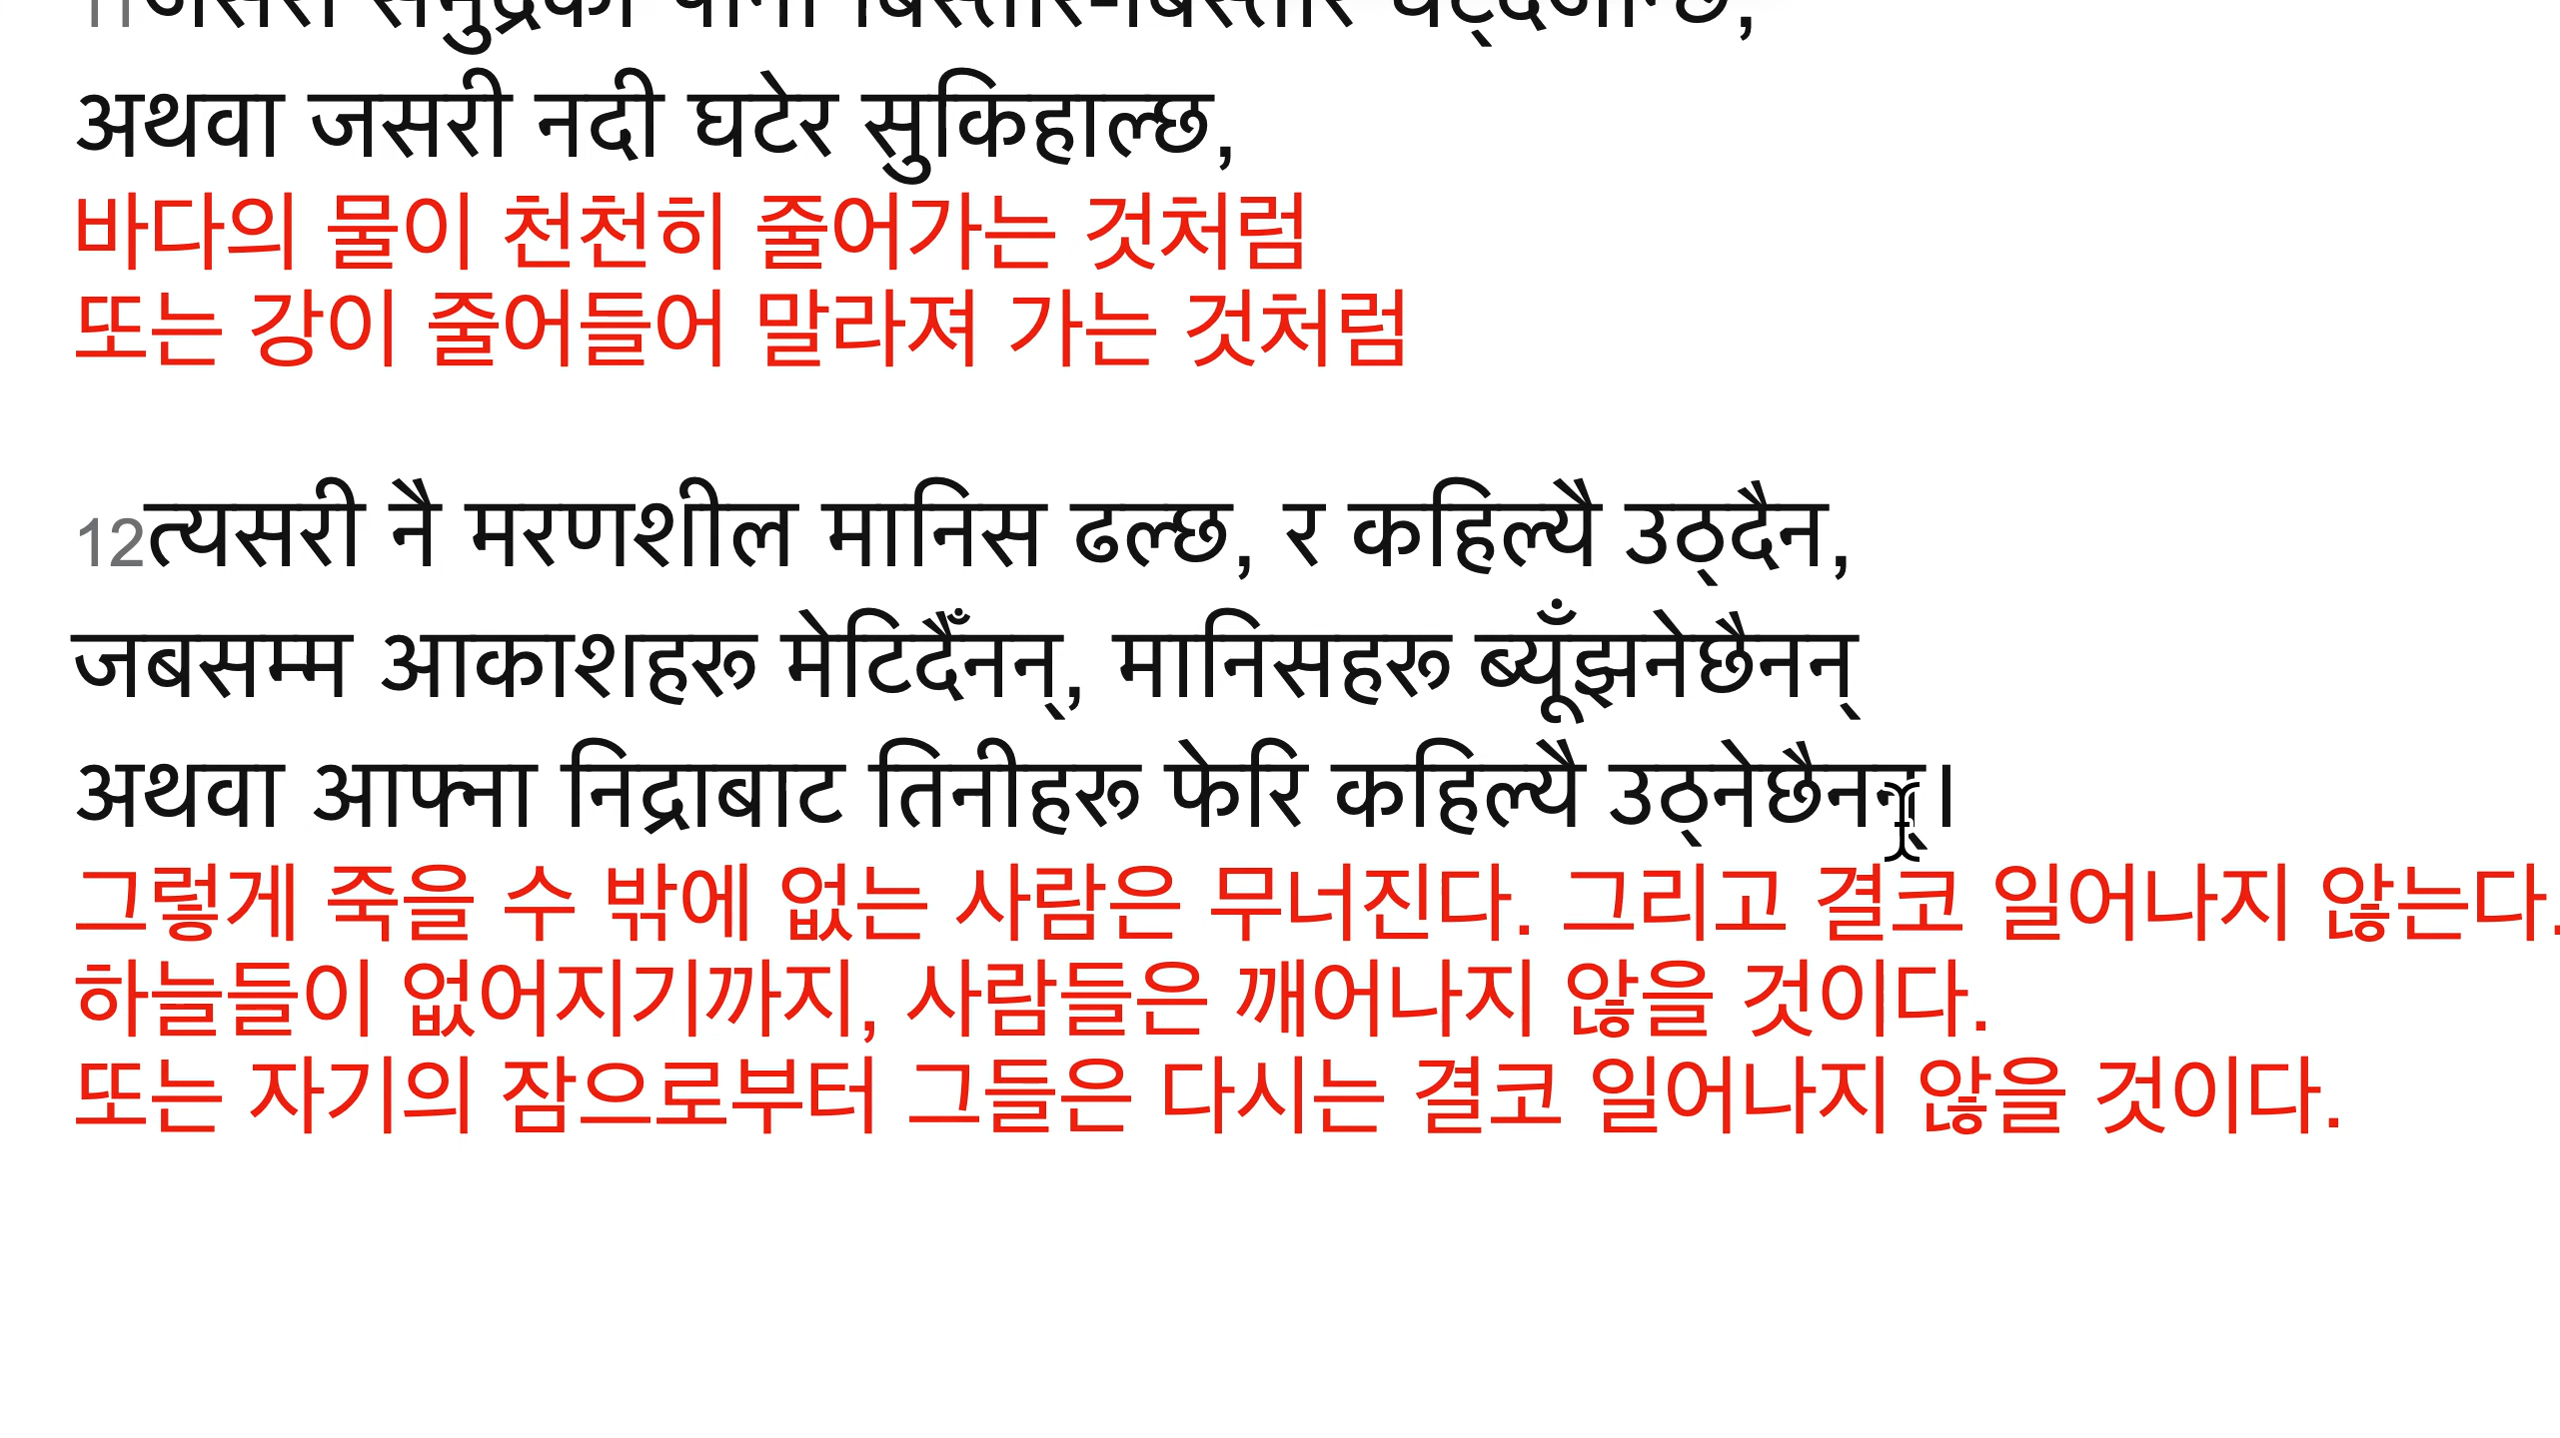 11जसरी समुद्रको पानी बिस्तार-बिस्तार घट्दैजान्छ,
अथवा जसरी नदी घटेर सुकिहाल्छ,
바다의 물이 천천히 줄어가는 것처럼
또는 강이 줄어들어 말라져 가는 것처럼
12त्यसरी नै मरणशील मानिस ढल्छ, र कहिल्यै उठ्दैन,
जबसम्म आकाशहरू मेटिदैँनन्, मानिसहरू ब्यूँझनेछैनन्
अथवा आफ्ना निद्राबाट तिनीहरू फेरि कहिल्यै उठ्नेछैनन्।
그렇게 죽을 수 밖에 없는 사람은 무너진다. 그리고 결코 일어나지 않는다.
하늘들이 없어지기까지, 사람들은 깨어나지 않을 것이다.
또는 자기의 잠으로부터 그들은 다시는 결코 일어나지 않을 것이다.